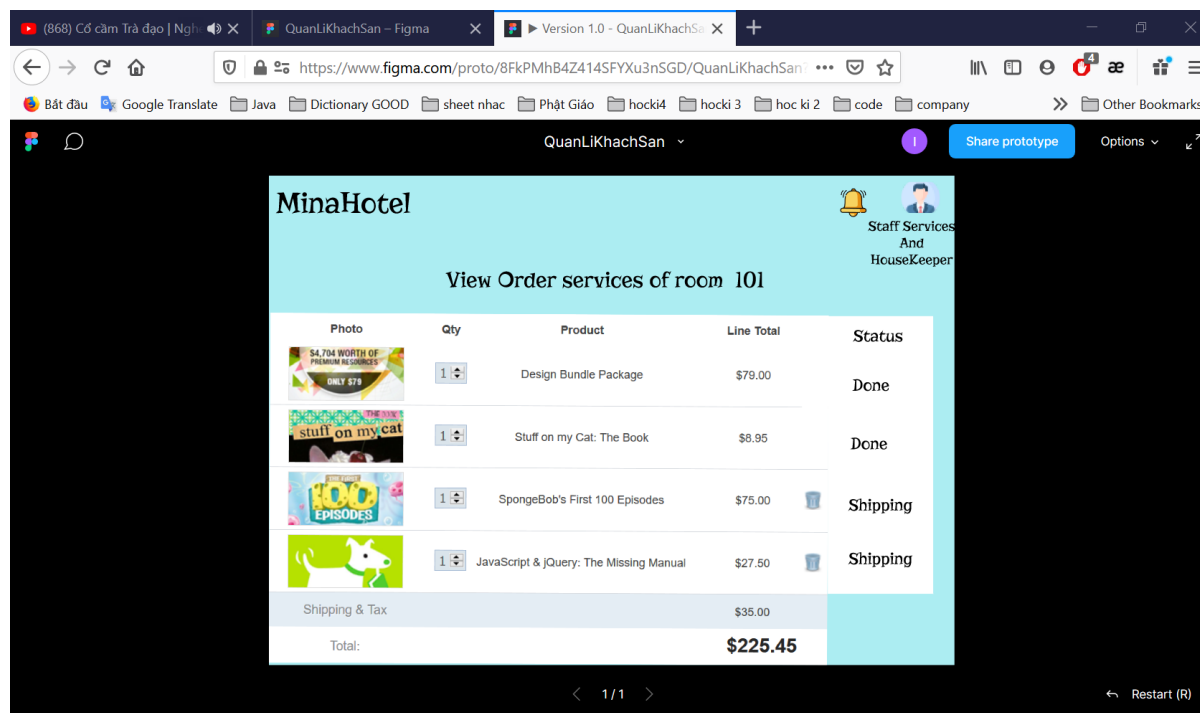 (868) Cổ cầm Trà đạo | Ngh
QuanLiKhachSan – Figma
Version 1.0 - QuanLiKhachSa
https://www.figma.com/proto/8FkPMhB4Z414SFYXu3nSGD/QuanLiKhachSan?
4
Bắt đầu
Google Translate
Java
Dictionary GOOD
sheet nhac
Phật Giáo
hocki4
hocki 3
hoc ki 2
code
company
Other Bookmarks
QuanLiKhachSan
I
Share prototype
Options
MinaHotel
Staff Services
And
HouseKeeper
View Order services of room 101
Photo Qty Product Line Total Status
$4,704 WORTH OF
PREMIUM RESOURCES
ONLY $79
1 Design Bundle Package $79.00 Done
stuff on my cat
1 Stuff on my Cat: The Book $8.95 Done
THE FIRST
100
EPISODES
1 SpongeBob's First 100 Episodes $75.00 Shipping
1 JavaScript & jQuery: The Missing Manual $27.50 Shipping
Shipping & Tax $35.00
Total: $225.45
1 / 1
Restart (R)